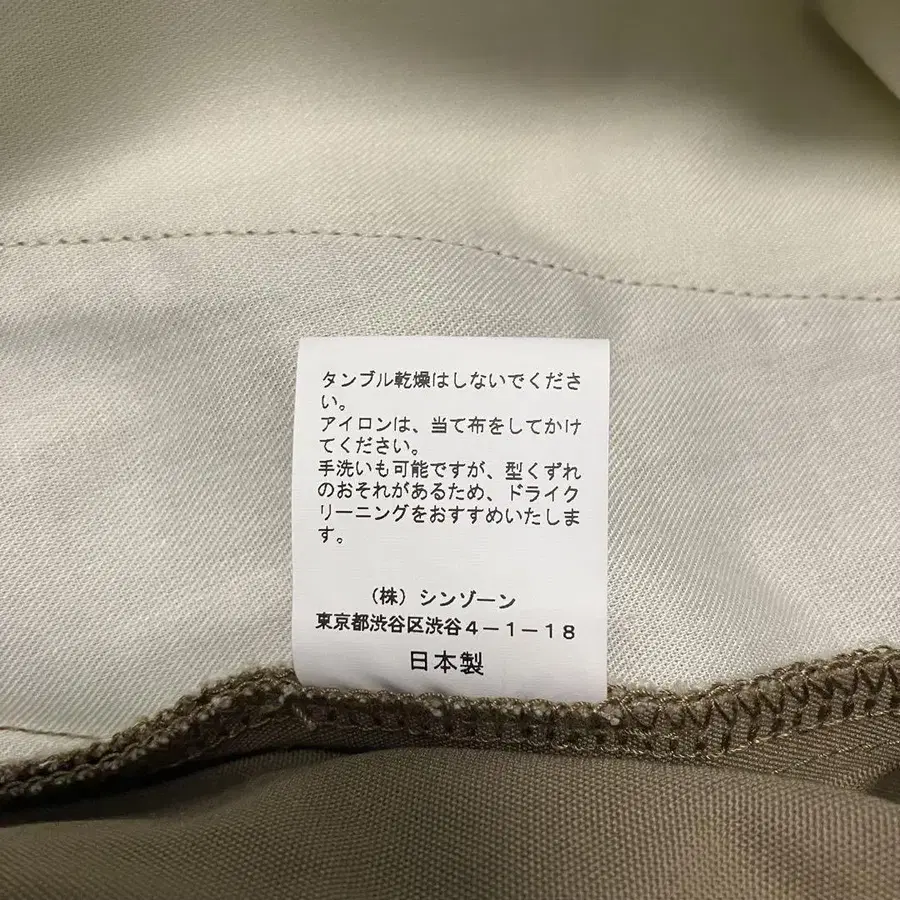 タンブル乾燥はしないでくださ
い。
アイロンは、当て布をしてかけ
てください。
手洗いも可能ですが、型くずれ
のおそれがあるため、ドライク
リーニングをおすすめいたしま
す。
（株）シンゾーン
東京都渋谷区渋谷４－１－１８
日本製